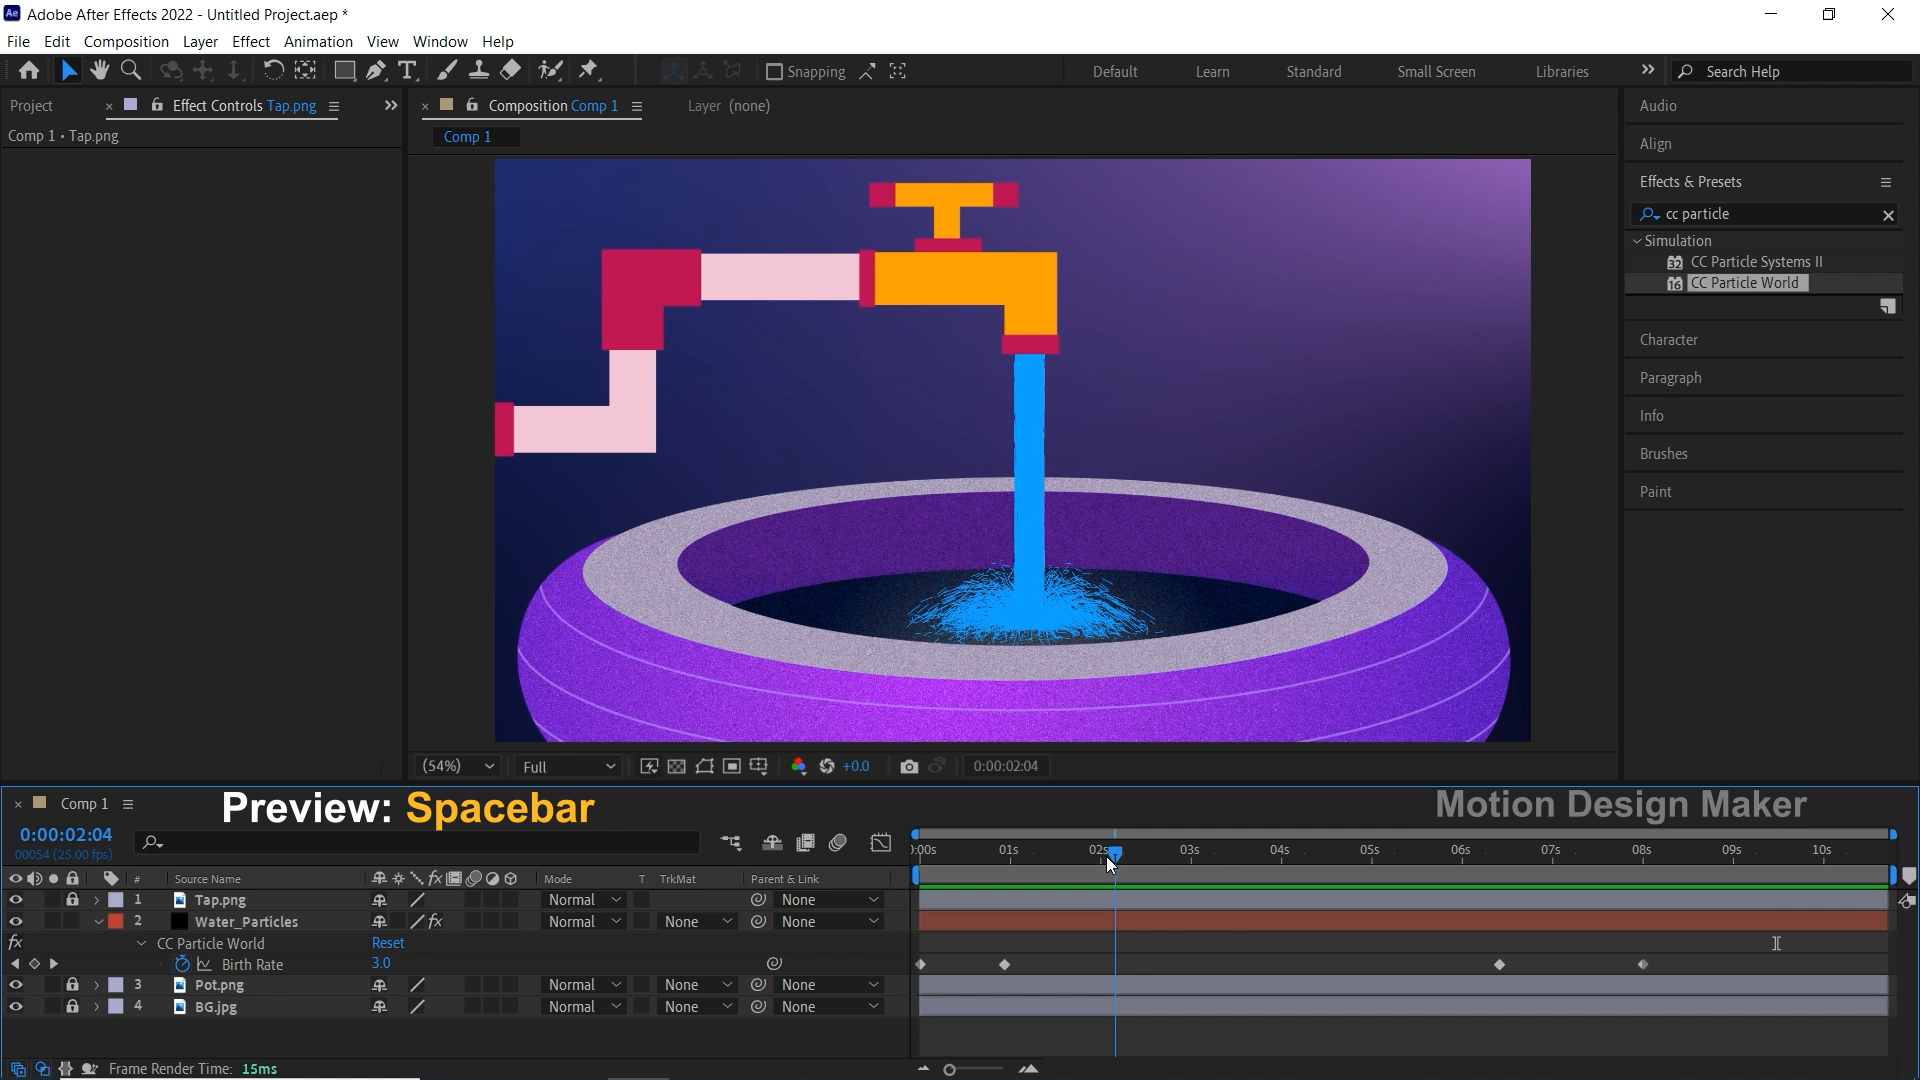 Ae Adobe After Effects 2022 - Untitled Project.aep *
File Edit Composition Layer Effect Animation View Window Help
Snapping Default Learn Standard Small Screen Libraries Search Help
Project Effect Controls Tap.png Composition Comp 1 Layer (none) Audio
Comp 1 • Tap.png Comp 1 Align
Effects & Presets
cc particle
Simulation
32 CC Particle Systems II
16 CC Particle World
Character
Paragraph
Info
Brushes
Paint
(54%) Full +0.0 0:00:02:04
Comp 1 Preview: Spacebar Motion Design Maker
0:00:02:04
00054 (25.00 fps) 01s 02s 03s 04s 05s 06s 07s 08s 09s 10s
# Source Name fx Mode T TrkMat Parent & Link
1 Tap.png Normal None
2 Water_Particles fx Normal None None
fx CC Particle World Reset
Birth Rate 3.0
3 Pot.png Normal None None
4 BG.jpg Normal None None
Frame Render Time: 15ms